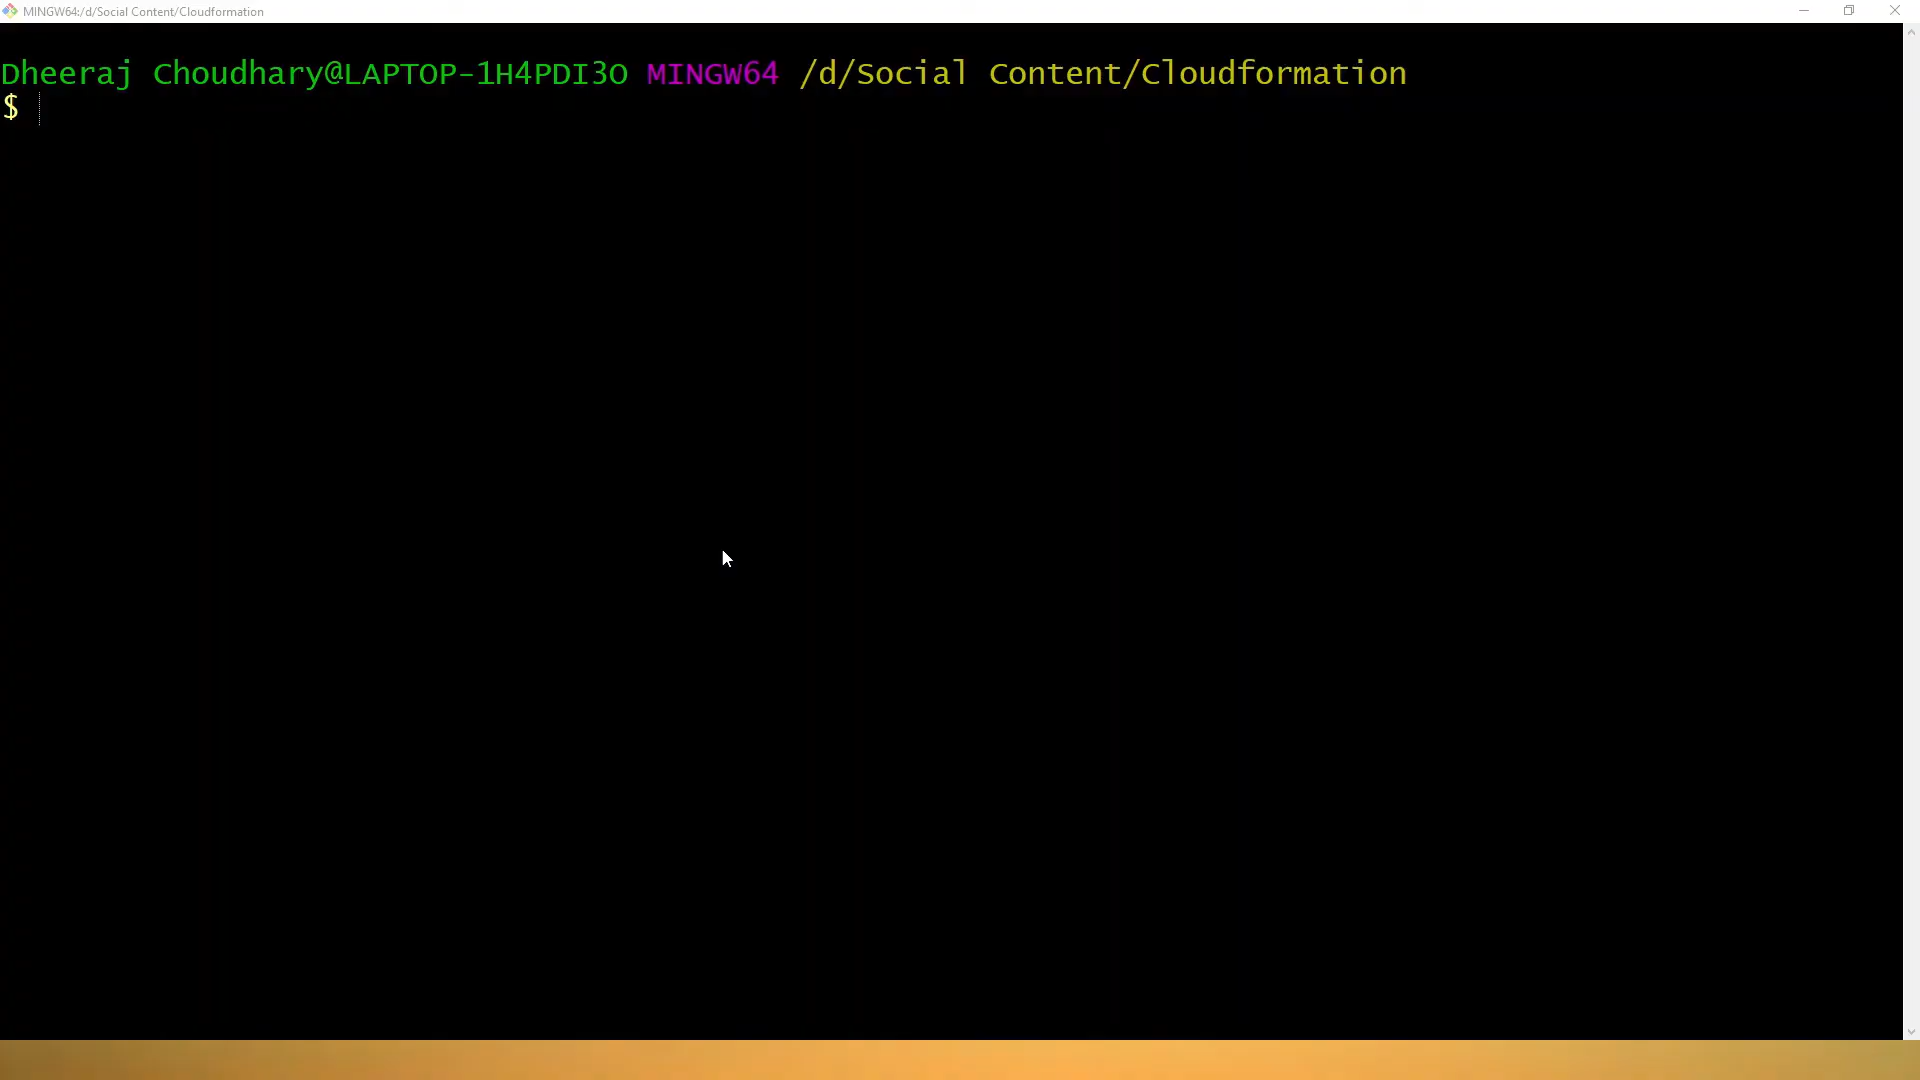 MINGW64:/d/Social Content/Cloudformation
Dheeraj Choudhary@LAPTOP-1H4PDI3O MINGW64 /d/Social Content/Cloudformation
$